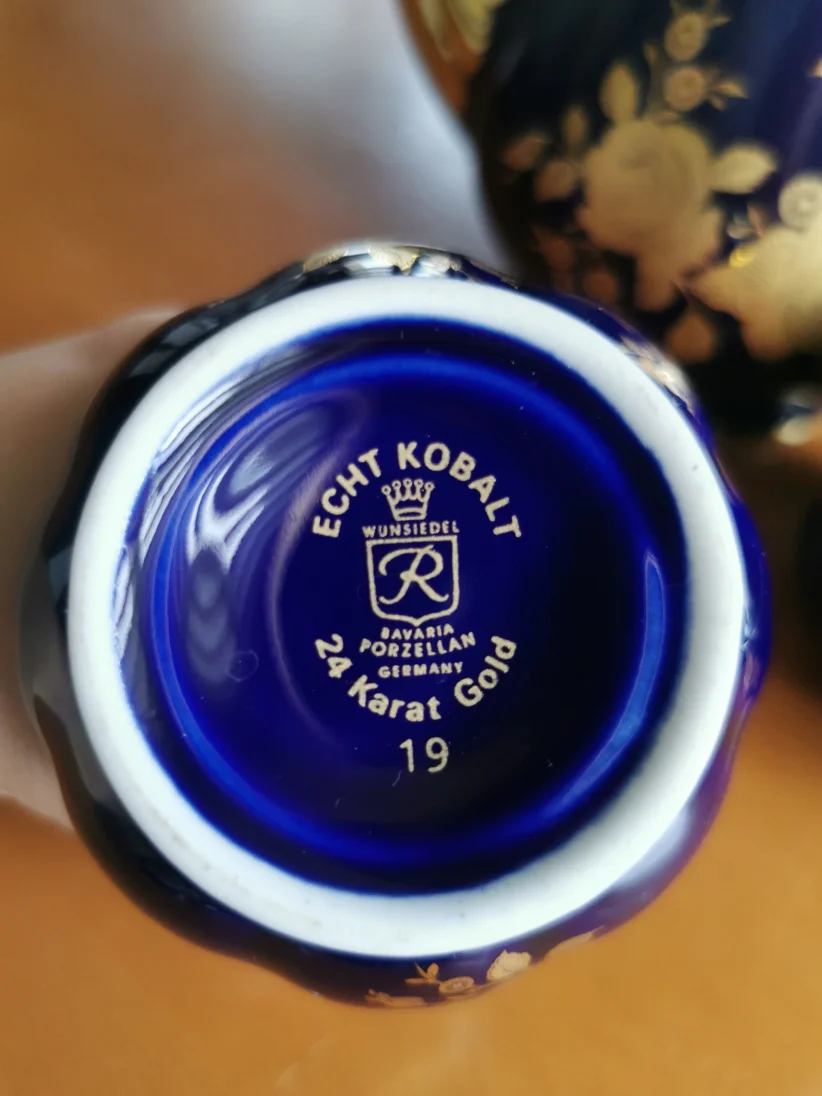 ECHT KOBALT
WUNSIEDEL
R
BAVARIA
PORZELLAN
GERMANY
24 Karat Gold
19